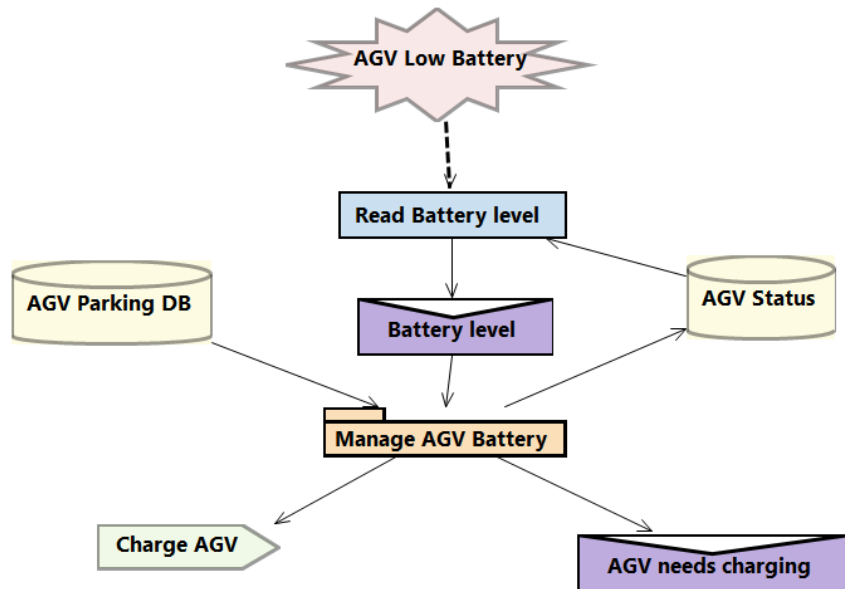 AGV Low Battery
Read Battery level
AGV Parking DB
AGV Status
Battery level
Manage AGV Battery
Charge AGV
AGV needs charging